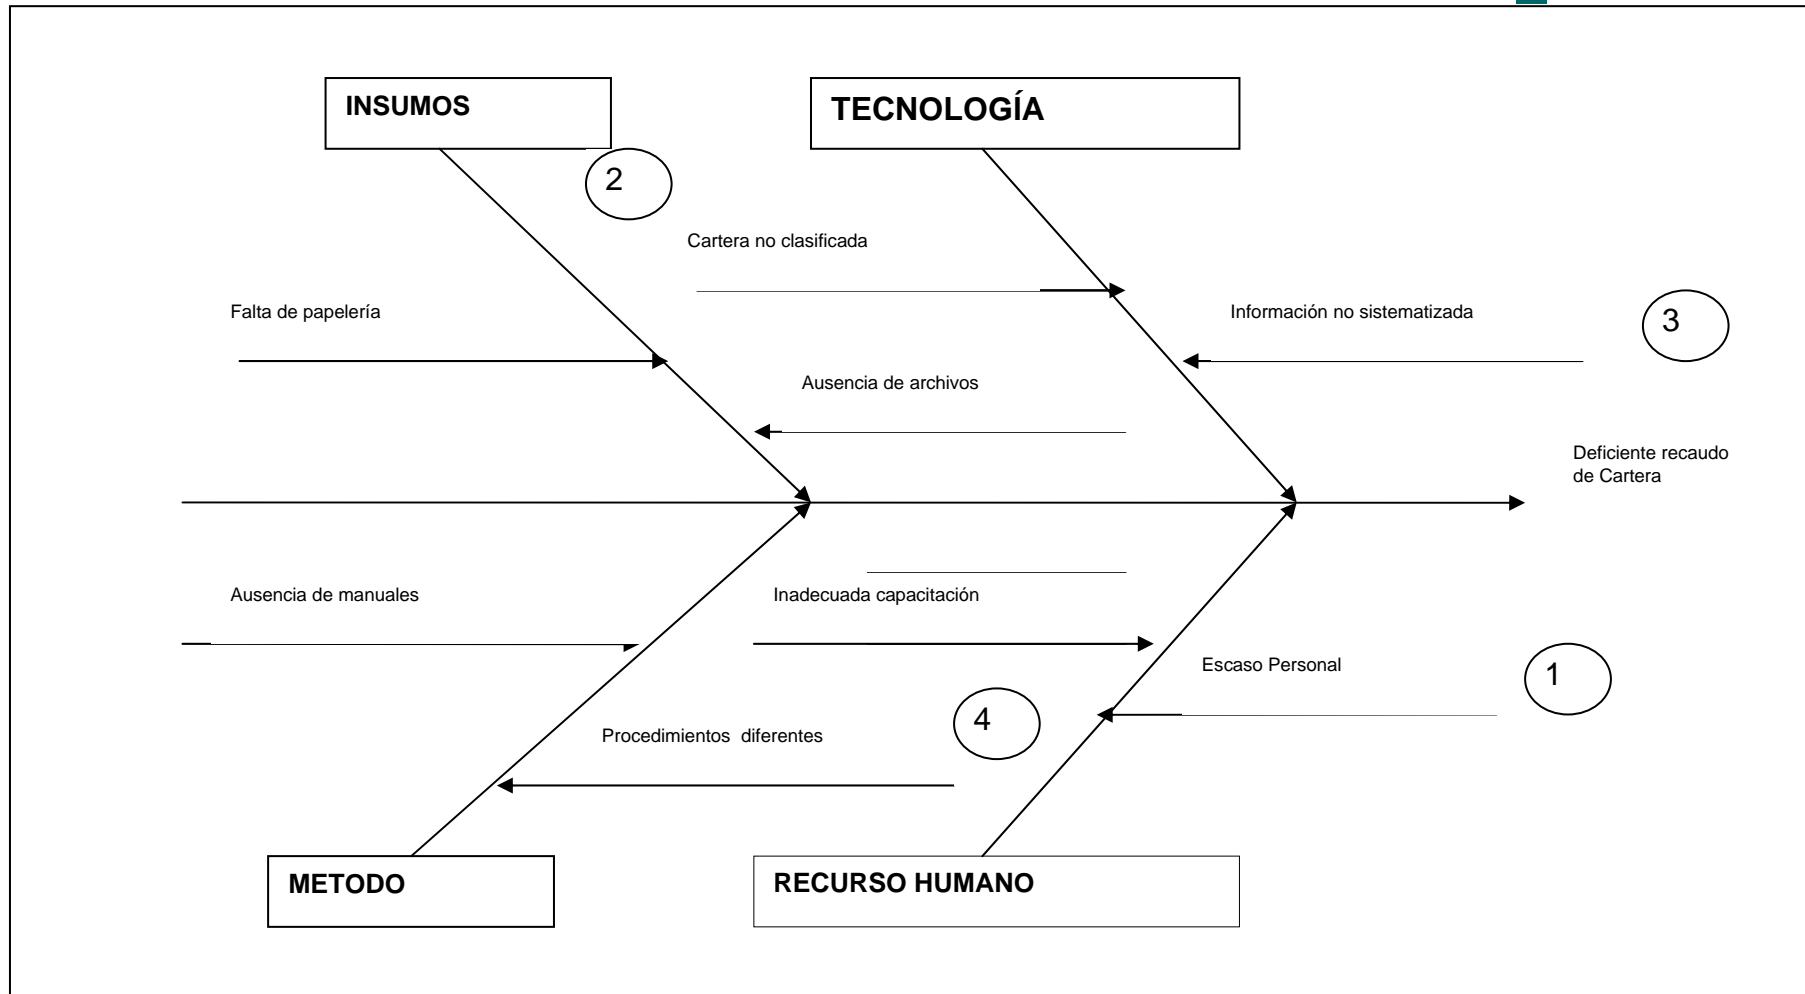 INSUMOS
TECNOLOGÍA
2
Cartera no clasificada
Falta de papelería
Información no sistematizada
3
Ausencia de archivos
Deficiente recaudo
de Cartera
Ausencia de manuales
Inadecuada capacitación
Escaso Personal
1
4
Procedimientos  diferentes
METODO
RECURSO HUMANO